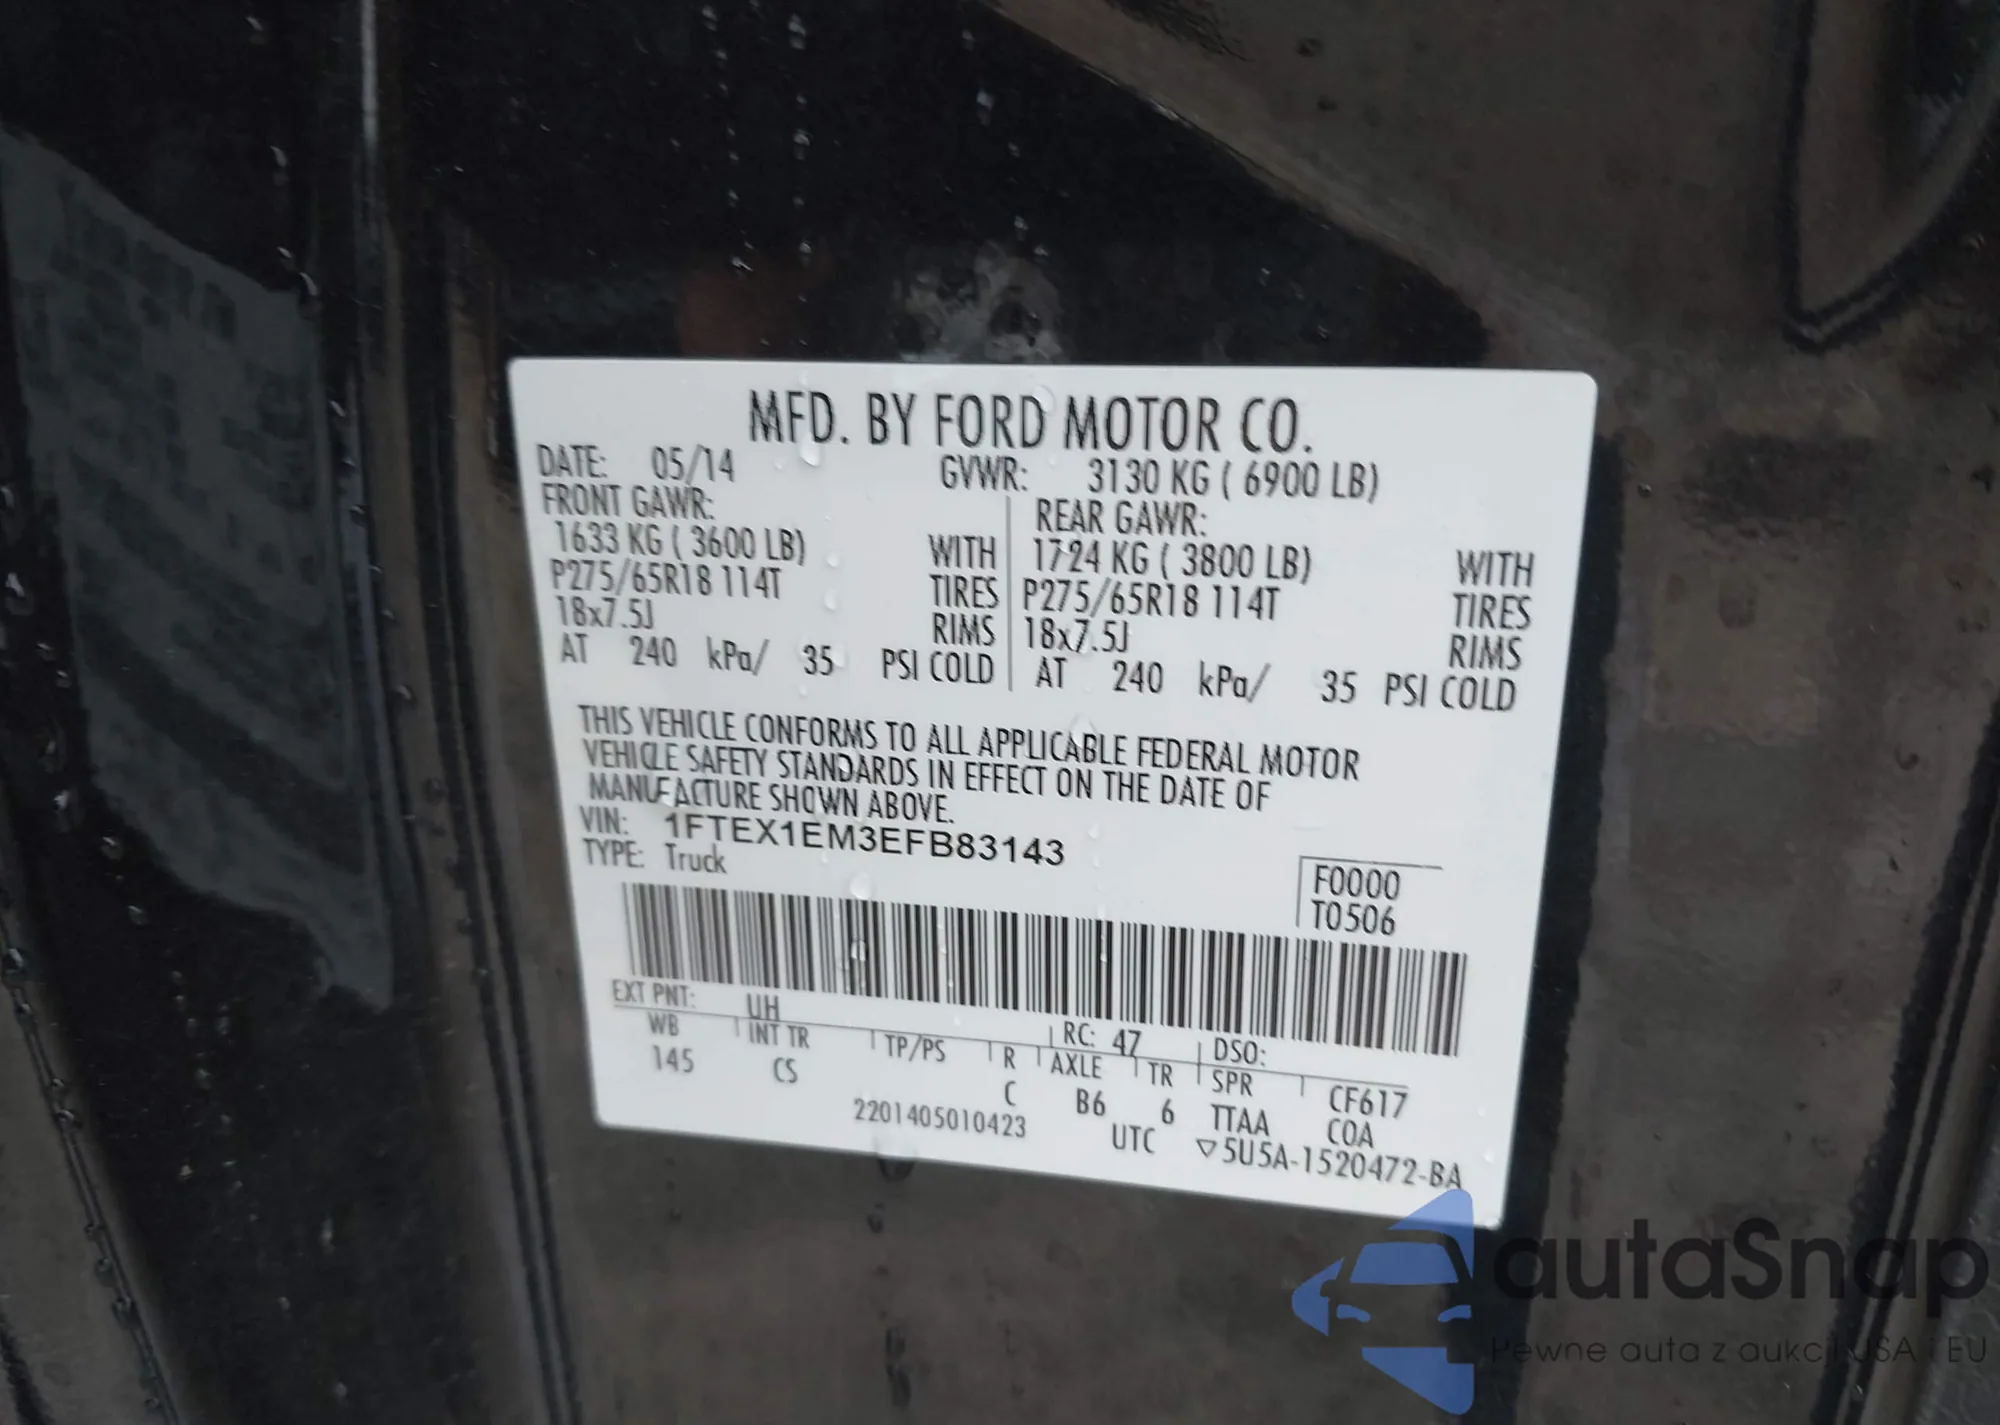 MFD. BY FORD MOTOR CO.
DATE: 05/14 GVWR: 3130 KG ( 6900 LB)
FRONT GAWR: REAR GAWR:
1633 KG ( 3600 LB) WITH 1724 KG ( 3800 LB) WITH
P275/65R18 114T TIRES P275/65R18 114T TIRES
18x7.5J RIMS 18x7.5J RIMS
AT 240 kPa/ 35 PSI COLD AT 240 kPa/ 35 PSI COLD
THIS VEHICLE CONFORMS TO ALL APPLICABLE FEDERAL MOTOR
VEHICLE SAFETY STANDARDS IN EFFECT ON THE DATE OF
MANUFACTURE SHOWN ABOVE.
VIN: 1FTEX1EM3EFB83143
TYPE: Truck
F0000
T0506
EXT PNT: UH RC: 47 DSO:
WB INT TR TP/PS R AXLE TR SPR CF617
145 CS C B6 6 TTAA COA
2201405010423 UTC ▽5U5A-1520472-BA
autaSnap
Pewne auta z aukcji USA i EU